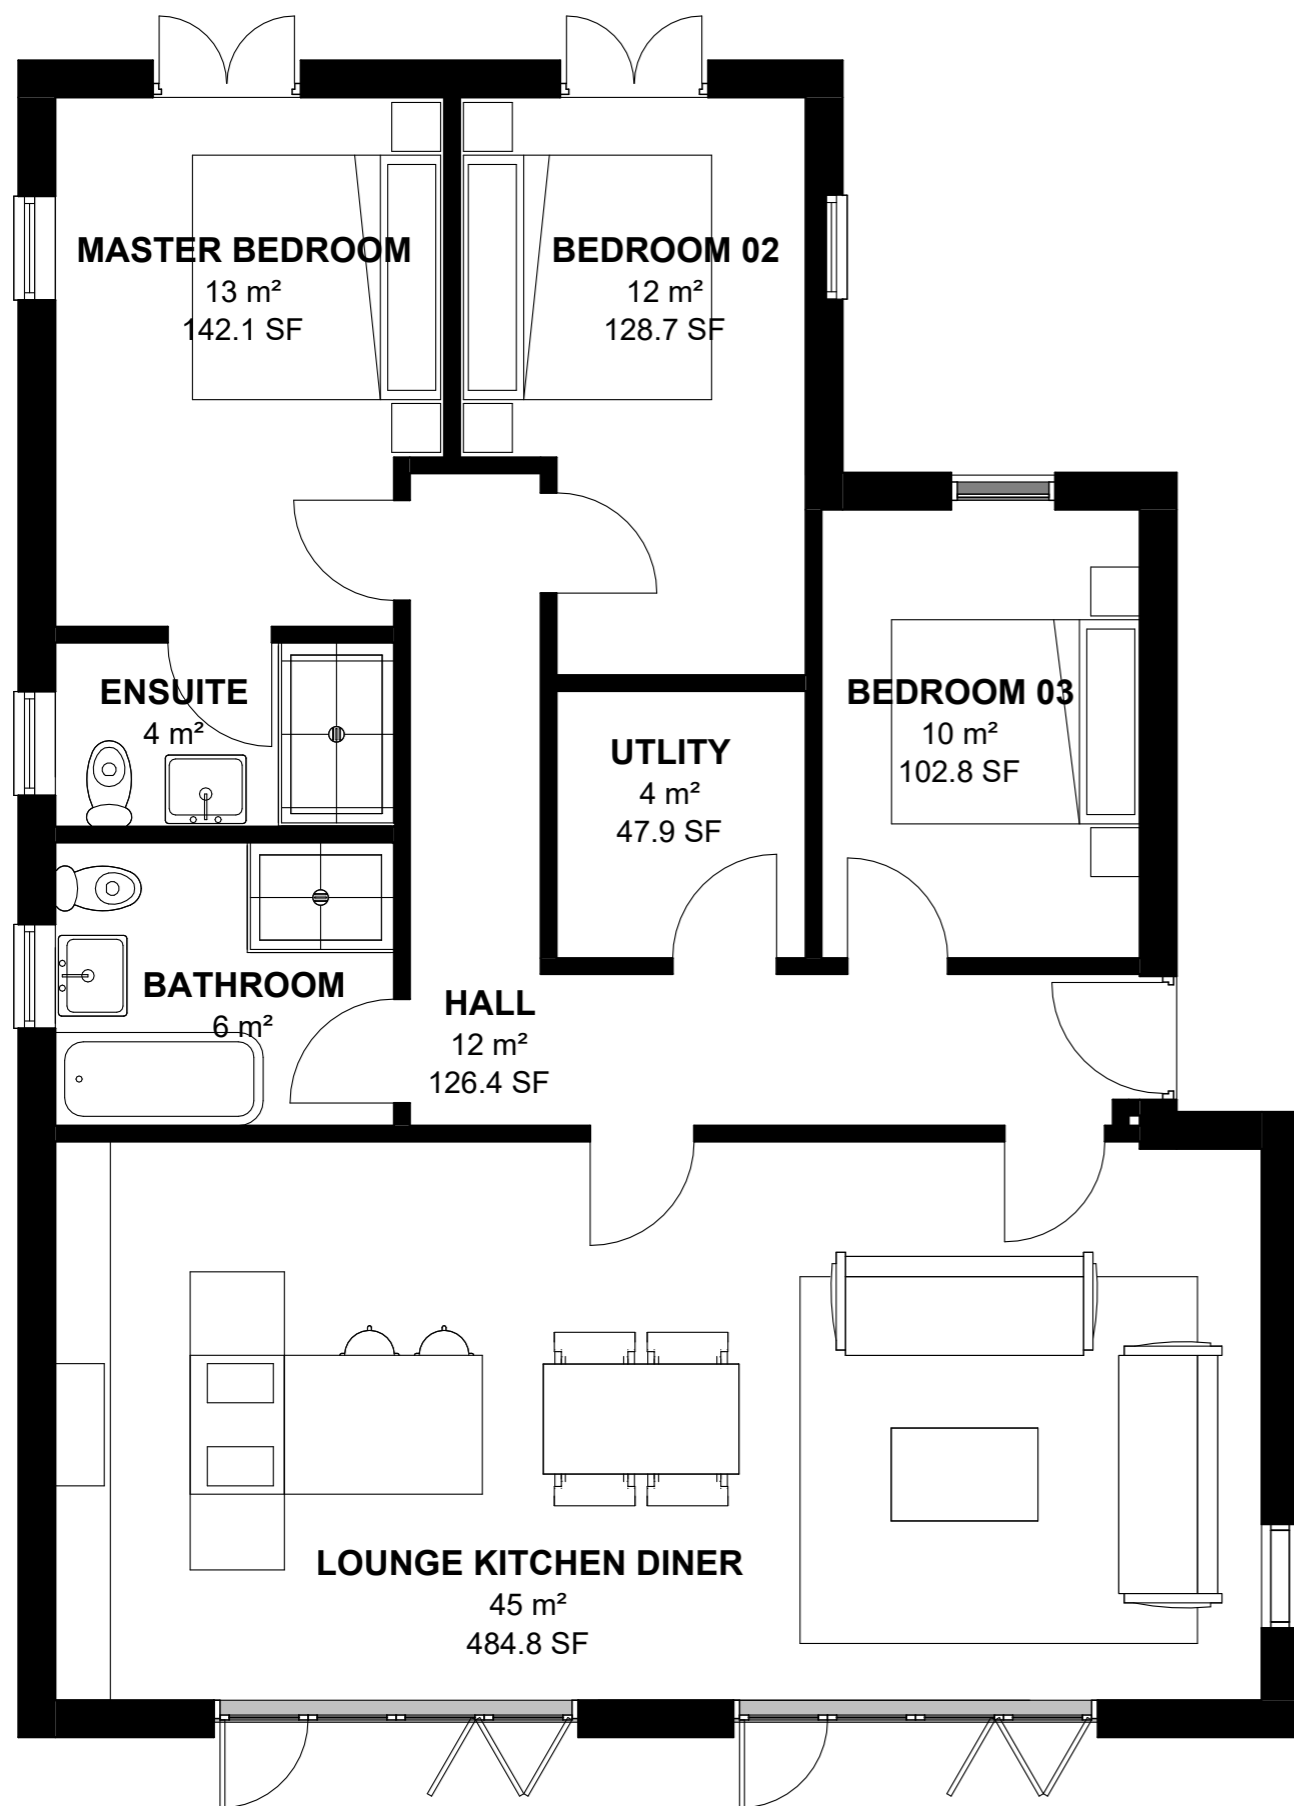 MASTER BEDROOM
13 m²
142.1 SF
BEDROOM 02
12 m²
128.7 SF
ENSUITE
4 m²
UTLITY
4 m²
47.9 SF
BEDROOM 03
10 m²
102.8 SF
BATHROOM
6 m²
HALL
12 m²
126.4 SF
LOUNGE KITCHEN DINER
45 m²
484.8 SF